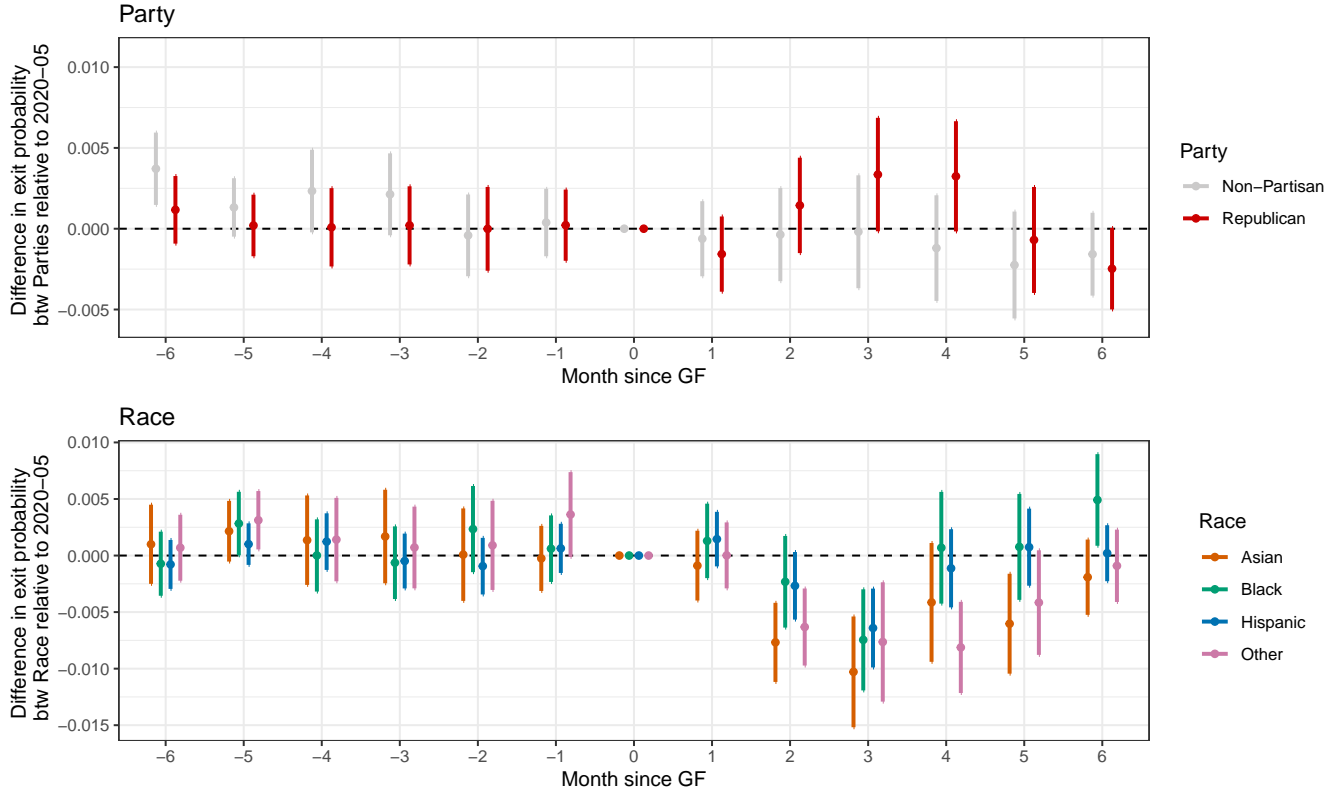 Party
Difference in exit probability
btw Parties relative to 2020−05
0.010
0.005
0.000
−0.005
−6 −5 −4 −3 −2 −1 0 1 2 3 4 5 6
Month since GF
Party
Non−Partisan
Republican
Race
Difference in exit probability
btw Race relative to 2020−05
0.010
0.005
0.000
−0.005
−0.010
−0.015
−6 −5 −4 −3 −2 −1 0 1 2 3 4 5 6
Month since GF
Race
Asian
Black
Hispanic
Other